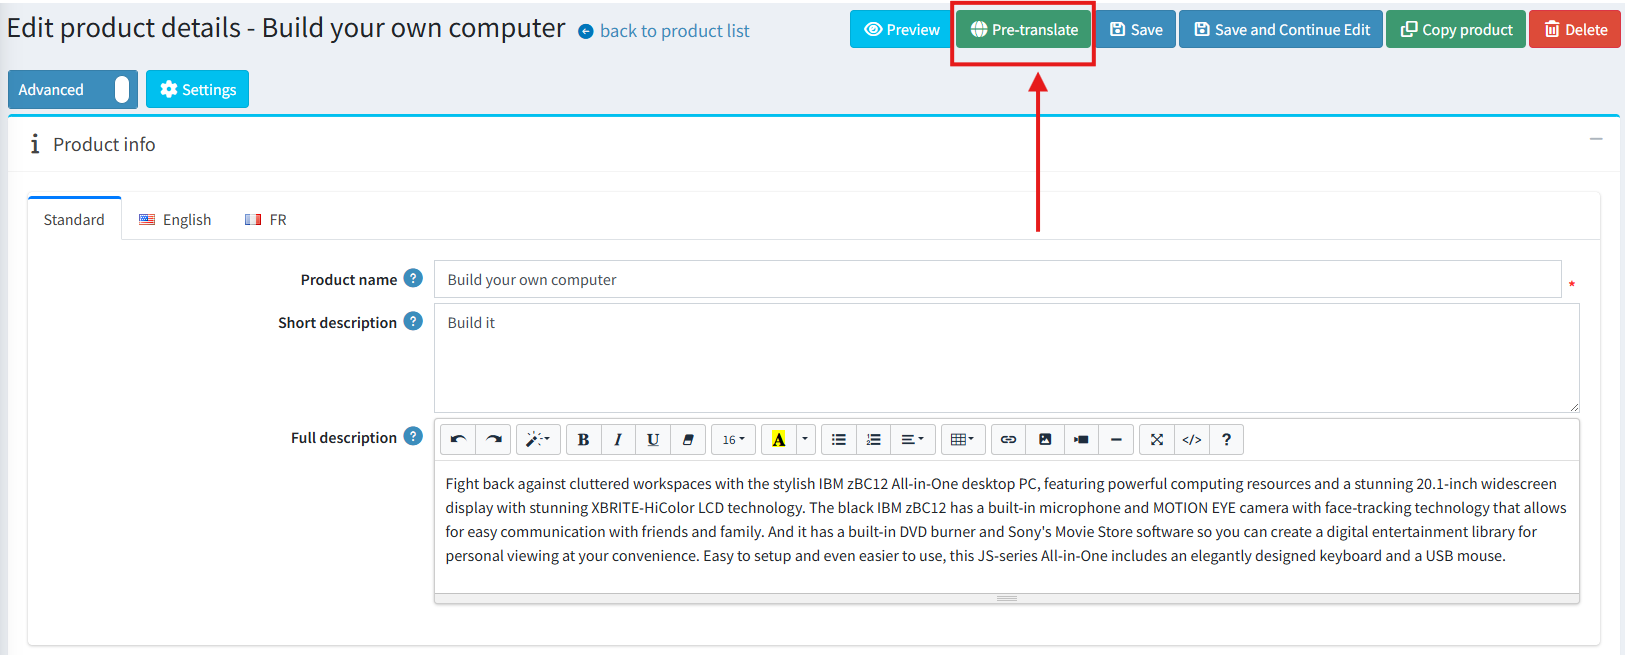 Edit product details - Build your own computer back to product list
Preview Pre-translate Save Save and Continue Edit Copy product Delete
Advanced Settings
Product info
Standard English FR
Product name ? Build your own computer *
Short description ? Build it
Full description ? B I U 16 A </> ?
Fight back against cluttered workspaces with the stylish IBM zBC12 All-in-One desktop PC, featuring powerful computing resources and a stunning 20.1-inch widescreen
display with stunning XBRITE-HiColor LCD technology. The black IBM zBC12 has a built-in microphone and MOTION EYE camera with face-tracking technology that allows
for easy communication with friends and family. And it has a built-in DVD burner and Sony's Movie Store software so you can create a digital entertainment library for
personal viewing at your convenience. Easy to setup and even easier to use, this JS-series All-in-One includes an elegantly designed keyboard and a USB mouse.